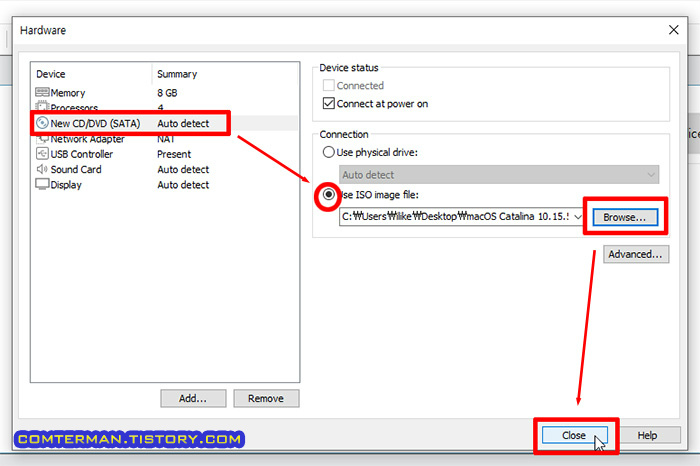 Hardware
Device Summary
Memory 8 GB
Processors 4
New CD/DVD (SATA) Auto detect
Network Adapter NAT
USB Controller Present
Sound Card Auto detect
Display Auto detect
Add... Remove
Device status
Connected
Connect at power on
Connection
Use physical drive:
Auto detect
Use ISO image file:
C:₩Users₩ilike₩Desktop₩macOS Catalina 10.15.5
Browse...
Advanced...
Close Help
COMTERMAN.TISTORY.COM